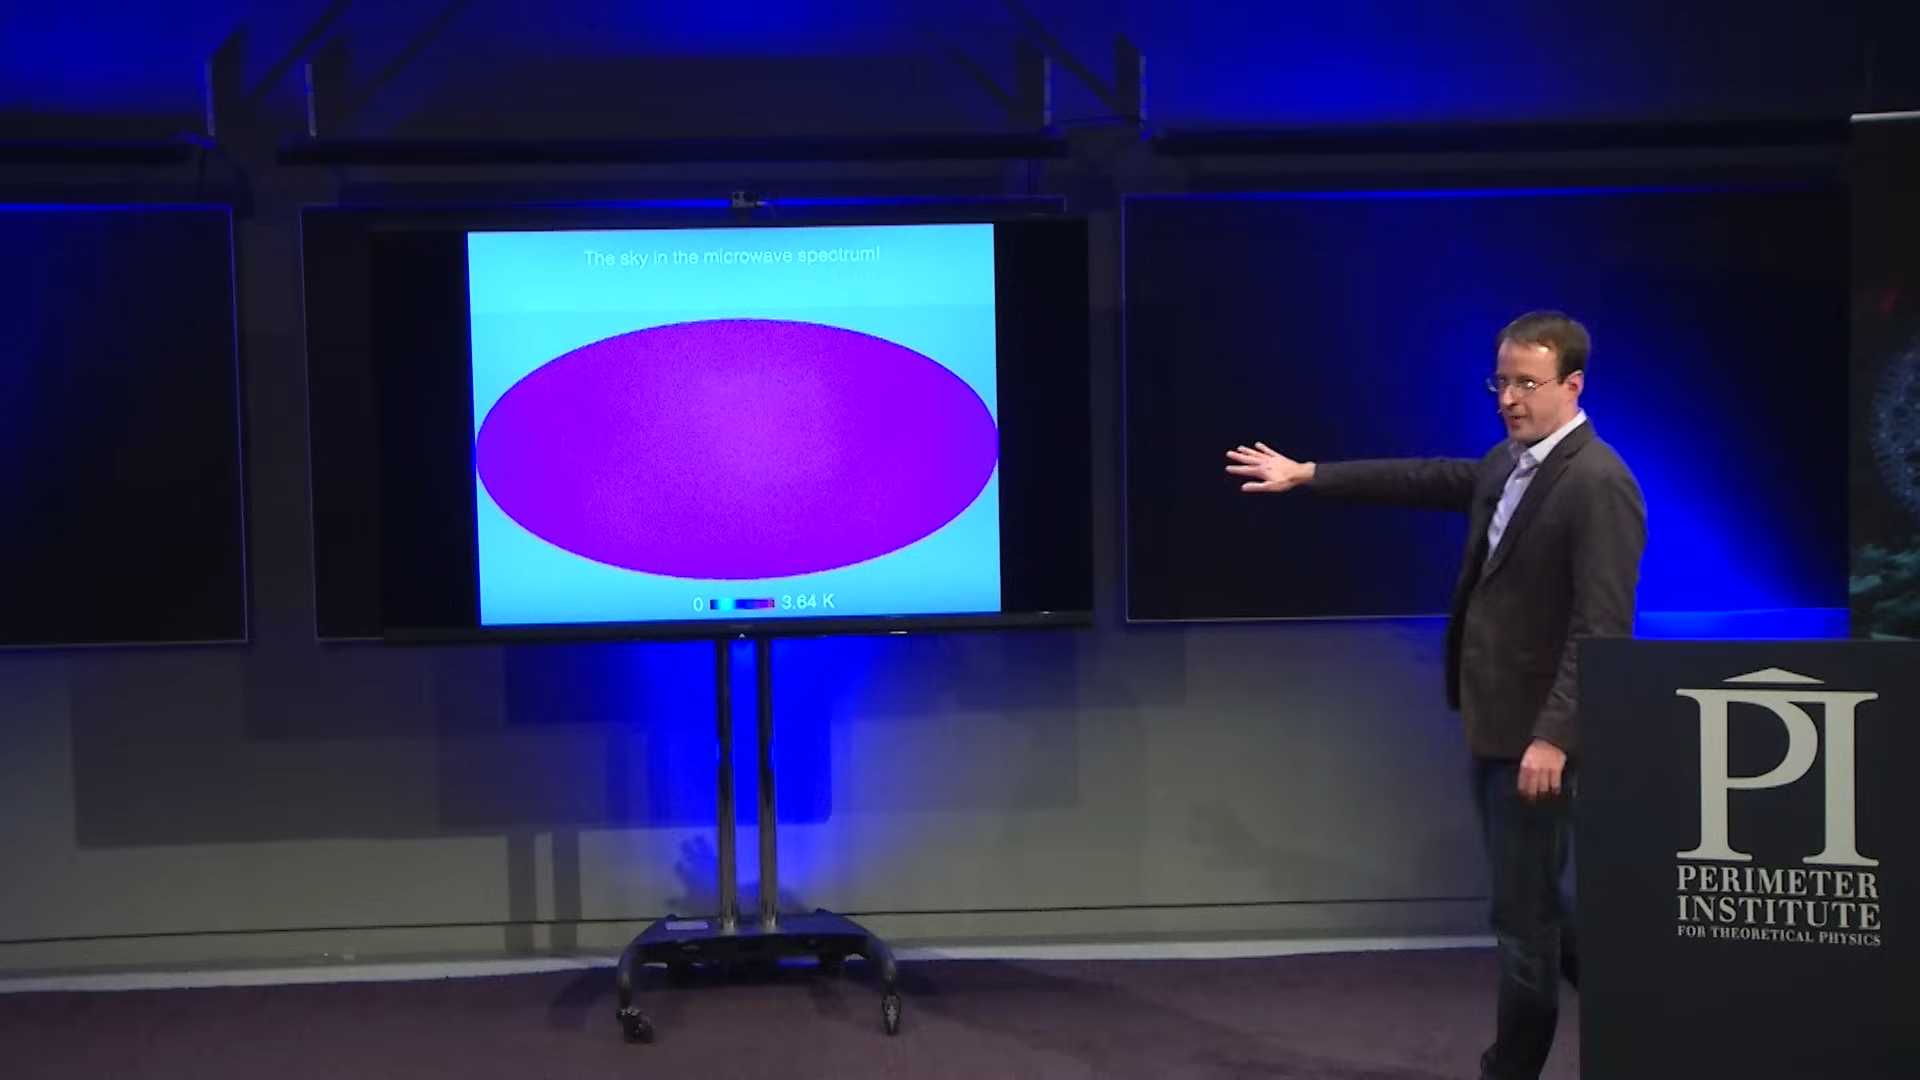 The sky in the microwave spectrum!
0 3.64 K
PI
PERIMETER
INSTITUTE
FOR THEORETICAL PHYSICS